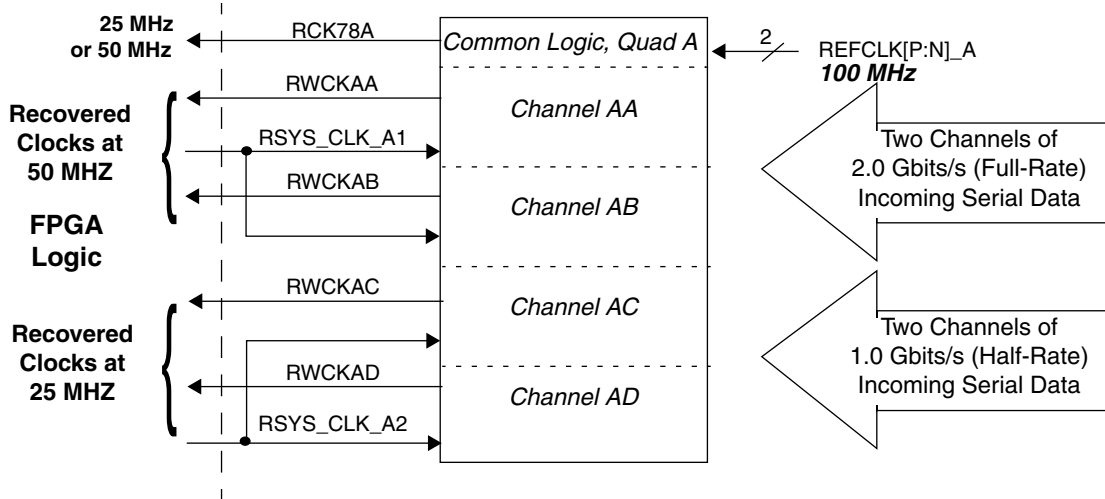 25 MHz
or 50 MHz
RCK78A
Common Logic, Quad A
2
REFCLK[P:N]_A
100 MHz
RWCKAA
Channel AA
Recovered
Clocks at
50 MHZ
RSYS_CLK_A1
RWCKAB
Channel AB
Two Channels of
2.0 Gbits/s (Full-Rate)
Incoming Serial Data
FPGA
Logic
RWCKAC
Channel AC
Recovered
Clocks at
25 MHZ
RWCKAD
Channel AD
RSYS_CLK_A2
Two Channels of
1.0 Gbits/s (Half-Rate)
Incoming Serial Data